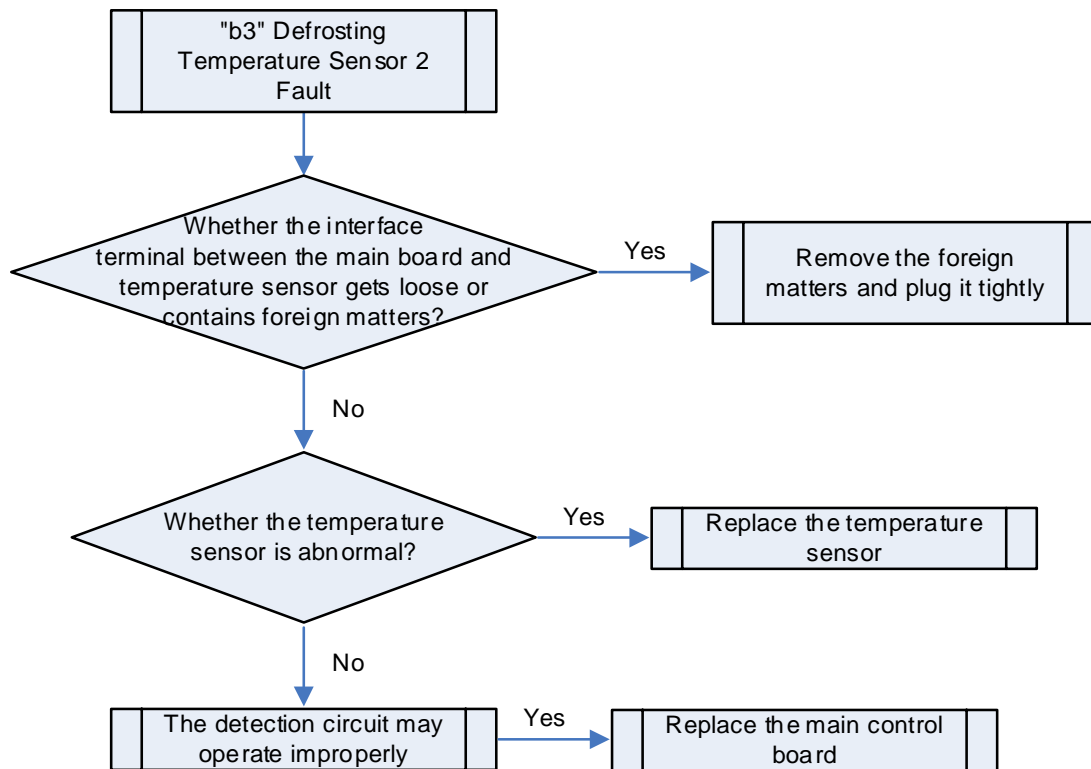 "b3" Defrosting
Temperature Sensor 2
Fault
Whether the interface
terminal between the main board and
temperature sensor gets loose or
contains foreign matters?
Yes
Remove the foreign
matters and plug it tightly
No
Whether the temperature
sensor is abnormal?
Yes
Replace the temperature
sensor
No
The detection circuit may
operate improperly
Yes
Replace the main control
board